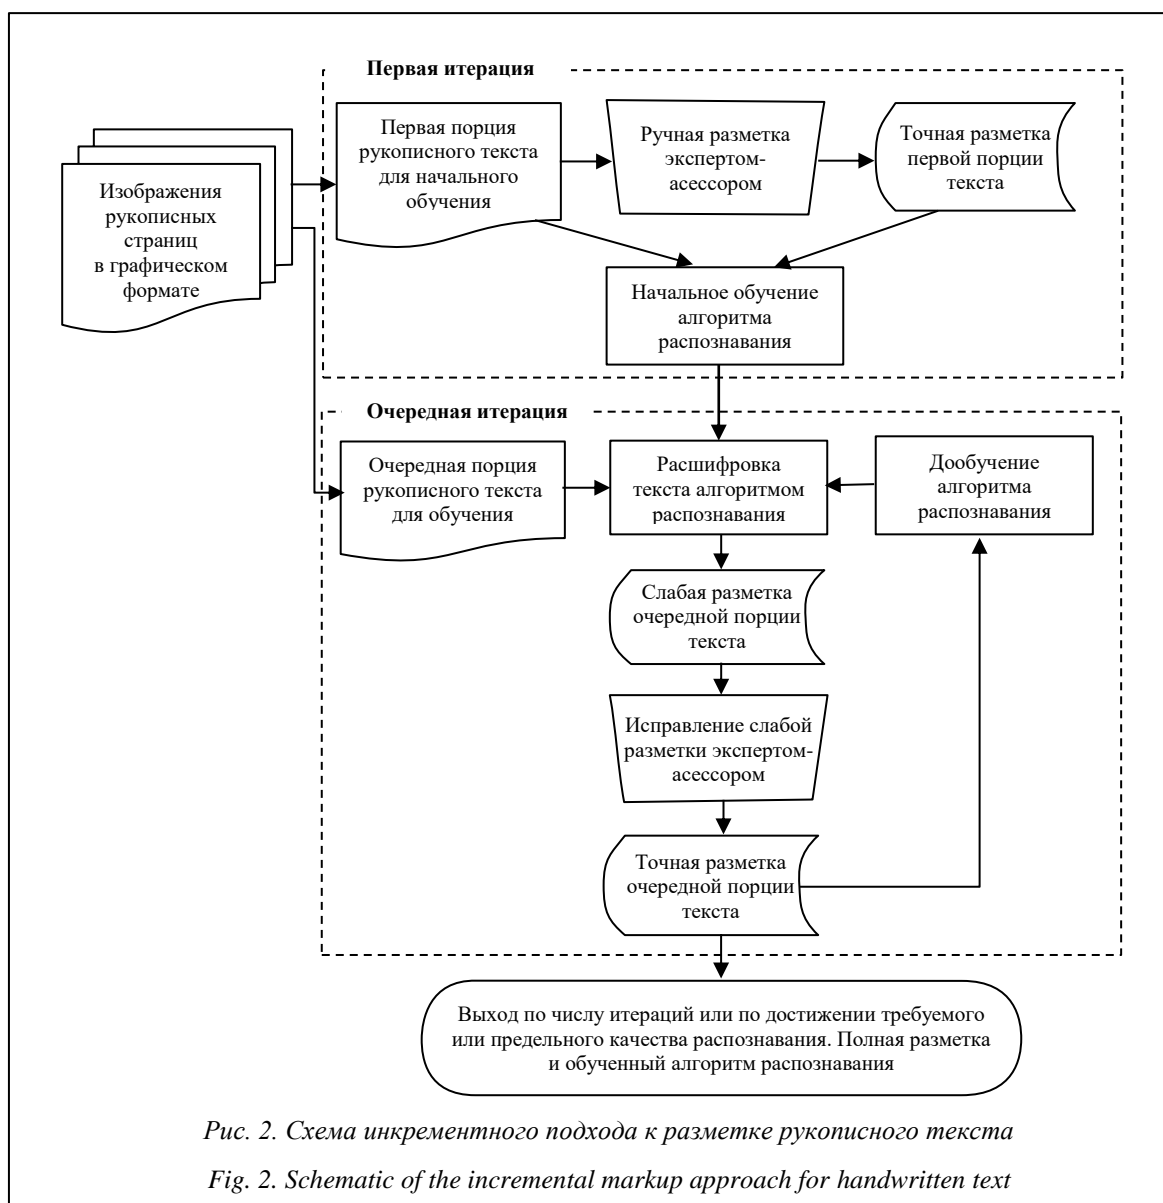 Первая итерация
Изображения
рукописных
страниц
в графическом
формате
Первая порция
рукописного текста
для начального
обучения
Ручная разметка
экспертом-
асессором
Точная разметка
первой порции
текста
Начальное обучение
алгоритма
распознавания
Очередная итерация
Очередная порция
рукописного текста
для обучения
Расшифровка
текста алгоритмом
распознавания
Дообучение
алгоритма
распознавания
Слабая разметка
очередной порции
текста
Исправление слабой
разметки экспертом-
асессором
Точная разметка
очередной порции
текста
Выход по числу итераций или по достижении требуемого
или предельного качества распознавания. Полная разметка
и обученный алгоритм распознавания
Рис. 2. Схема инкрементного подхода к разметке рукописного текста
Fig. 2. Schematic of the incremental markup approach for handwritten text